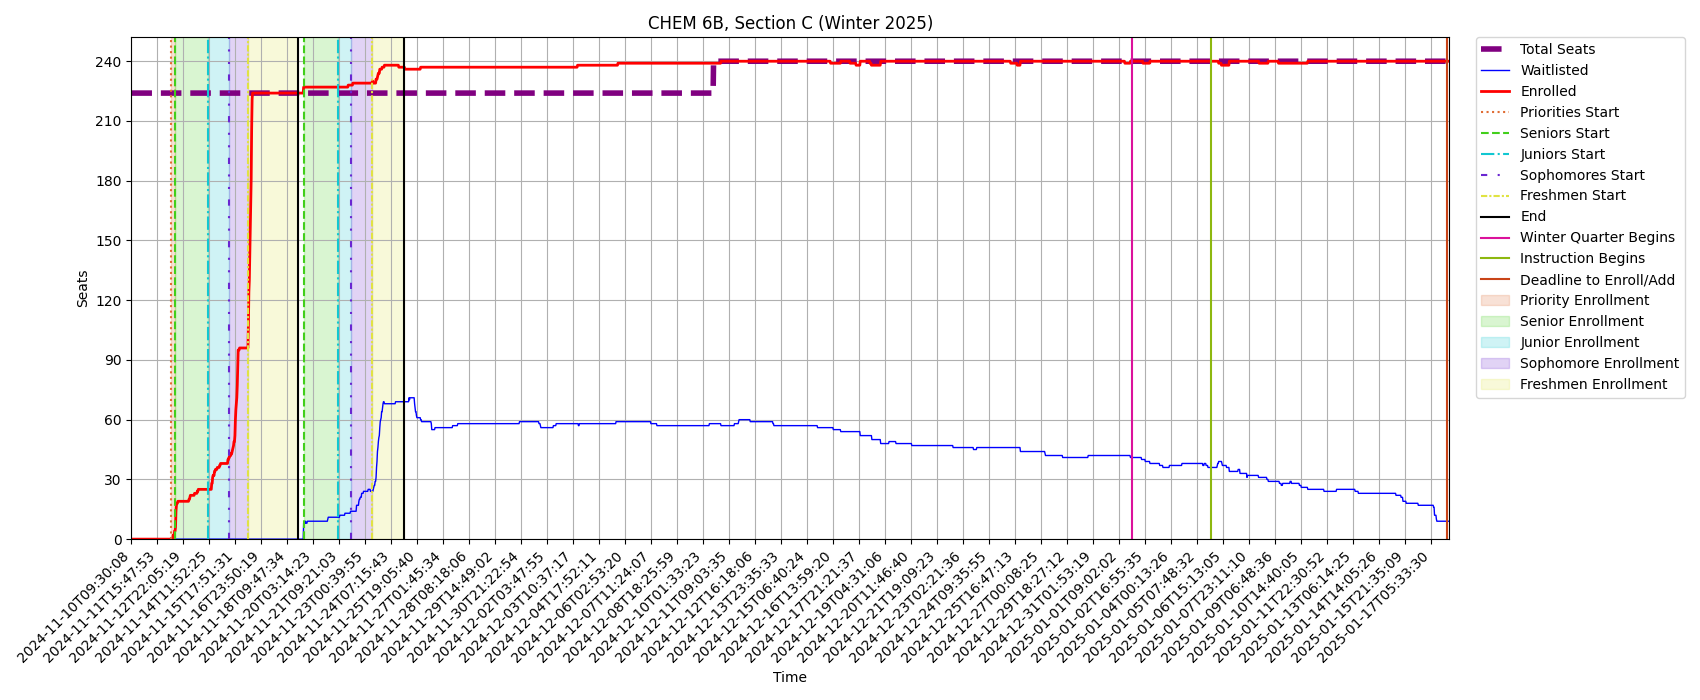 CHEM 6B, Section C (Winter 2025)
Seats
240
210
180
150
120
90
60
30
0
2024-11-10T09:30:08
2024-11-11T15:47:53
2024-11-12T22:05:19
2024-11-14T11:52:25
2024-11-15T17:51:31
2024-11-16T23:50:19
2024-11-18T09:47:34
2024-11-20T03:14:23
2024-11-21T09:21:03
2024-11-23T00:39:55
2024-11-24T07:15:43
2024-11-25T19:05:40
2024-11-27T01:45:34
2024-11-28T08:18:06
2024-11-29T14:49:02
2024-11-30T21:22:54
2024-12-02T03:47:55
2024-12-03T10:37:17
2024-12-04T17:52:11
2024-12-06T02:53:20
2024-12-07T11:24:07
2024-12-08T18:25:59
2024-12-10T01:33:23
2024-12-11T09:03:35
2024-12-12T16:18:06
2024-12-13T23:35:33
2024-12-15T06:40:24
2024-12-16T13:59:20
2024-12-17T21:21:37
2024-12-19T04:31:06
2024-12-20T11:46:40
2024-12-21T19:09:23
2024-12-23T02:21:36
2024-12-24T09:35:55
2024-12-25T16:47:13
2024-12-27T00:08:25
2024-12-29T18:27:12
2024-12-31T01:53:19
2025-01-01T09:02:02
2025-01-02T16:55:35
2025-01-04T00:13:26
2025-01-05T07:48:32
2025-01-06T15:13:05
2025-01-07T23:11:10
2025-01-09T06:48:36
2025-01-10T14:40:05
2025-01-11T22:30:52
2025-01-13T06:14:25
2025-01-14T14:05:26
2025-01-15T21:35:09
2025-01-17T05:33:30
Time
Total Seats
Waitlisted
Enrolled
Priorities Start
Seniors Start
Juniors Start
Sophomores Start
Freshmen Start
End
Winter Quarter Begins
Instruction Begins
Deadline to Enroll/Add
Priority Enrollment
Senior Enrollment
Junior Enrollment
Sophomore Enrollment
Freshmen Enrollment